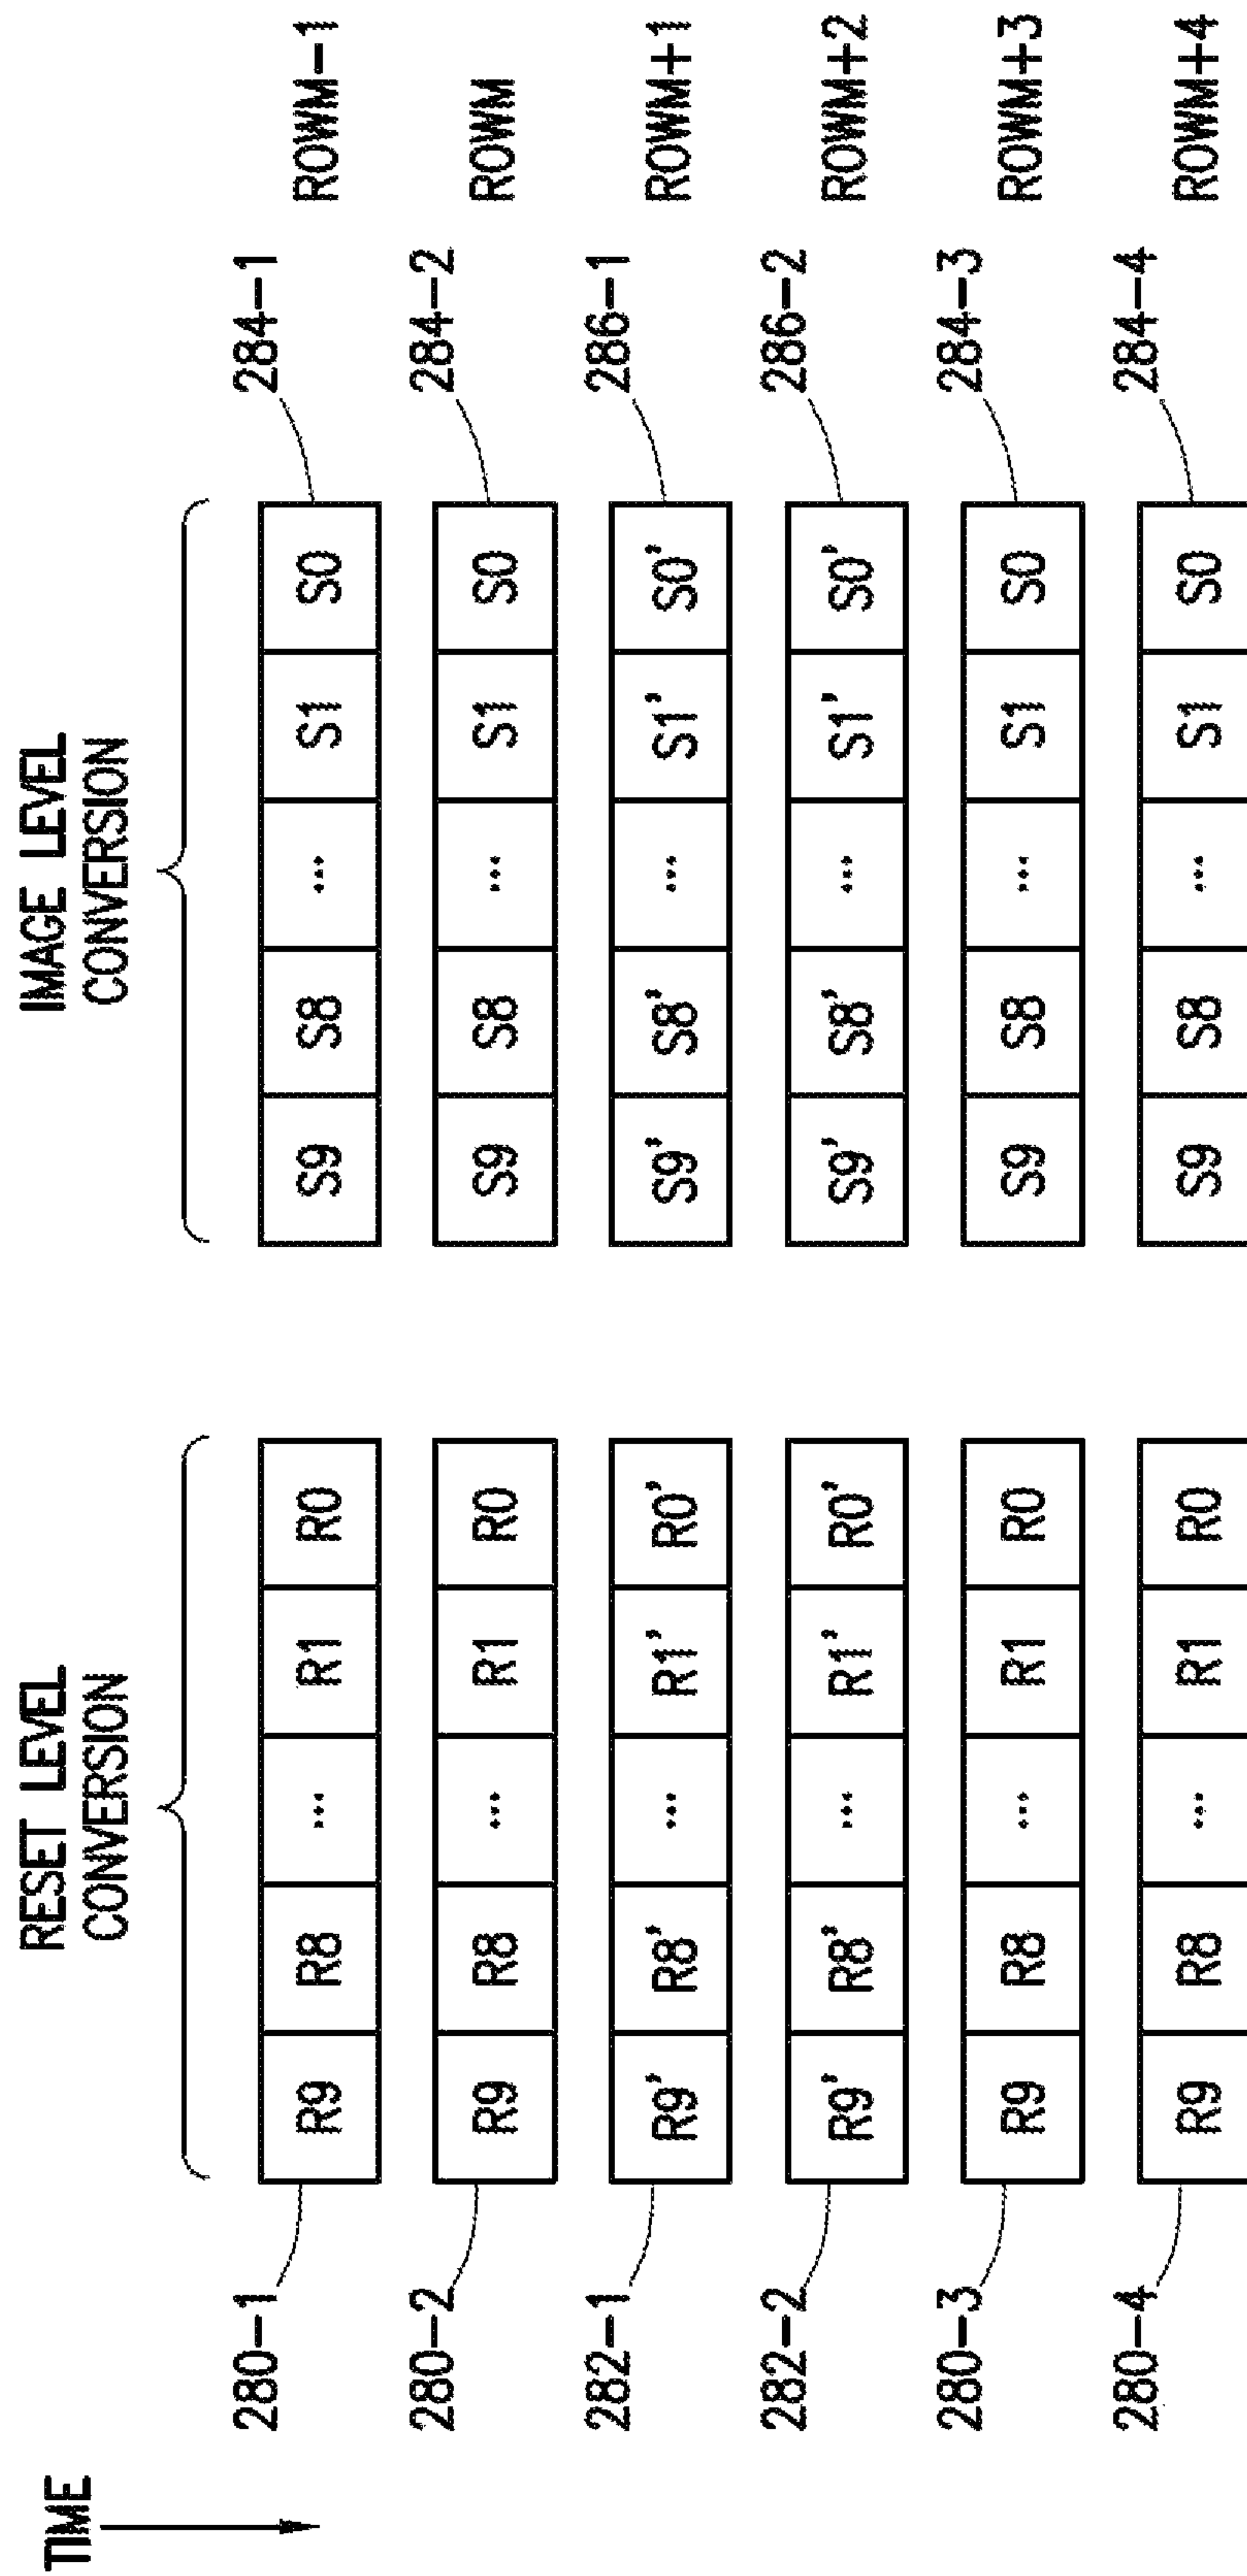 TIME
RESET LEVEL
CONVERSION
IMAGE LEVEL
CONVERSION
280-1 R9 R8 ... R1 R0 S9 S8 ... S1 S0 284-1 ROWM-1
280-2 R9 R8 ... R1 R0 S9 S8 ... S1 S0 284-2 ROWM
282-1 R9' R8' ... R1' R0' S9' S8' ... S1' S0' 286-1 ROWM+1
282-2 R9' R8' ... R1' R0' S9' S8' ... S1' S0' 286-2 ROWM+2
280-3 R9 R8 ... R1 R0 S9 S8 ... S1 S0 284-3 ROWM+3
280-4 R9 R8 ... R1 R0 S9 S8 ... S1 S0 284-4 ROWM+4